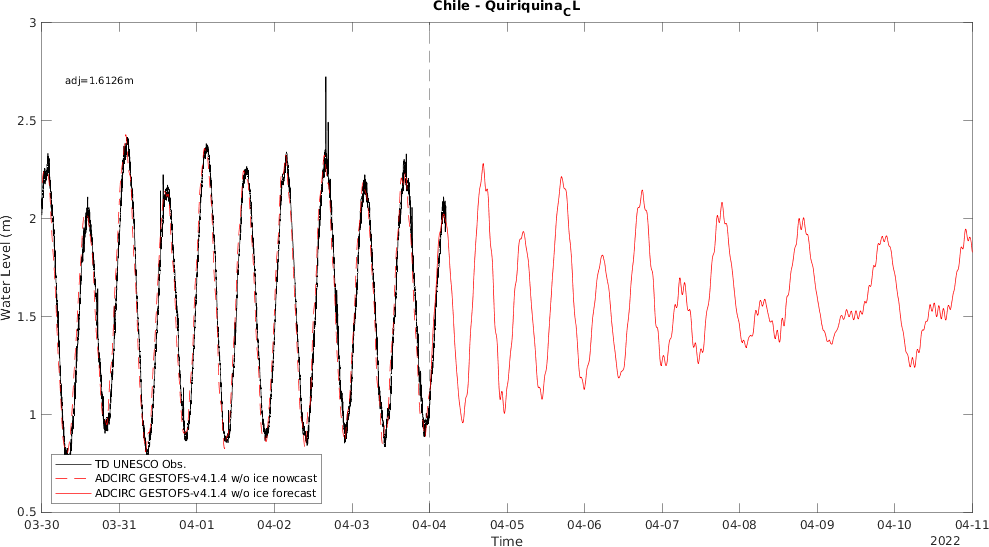 Chile - Quiriquina_CL
3
adj=1.6126m
2.5
2
Water Level (m)
1.5
1
TD UNESCO Obs.
ADCIRC GESTOFS-v4.1.4 w/o ice nowcast
ADCIRC GESTOFS-v4.1.4 w/o ice forecast
0.5
03-30 03-31 04-01 04-02 04-03 04-04 04-05 04-06 04-07 04-08 04-09 04-10 04-11
Time
2022